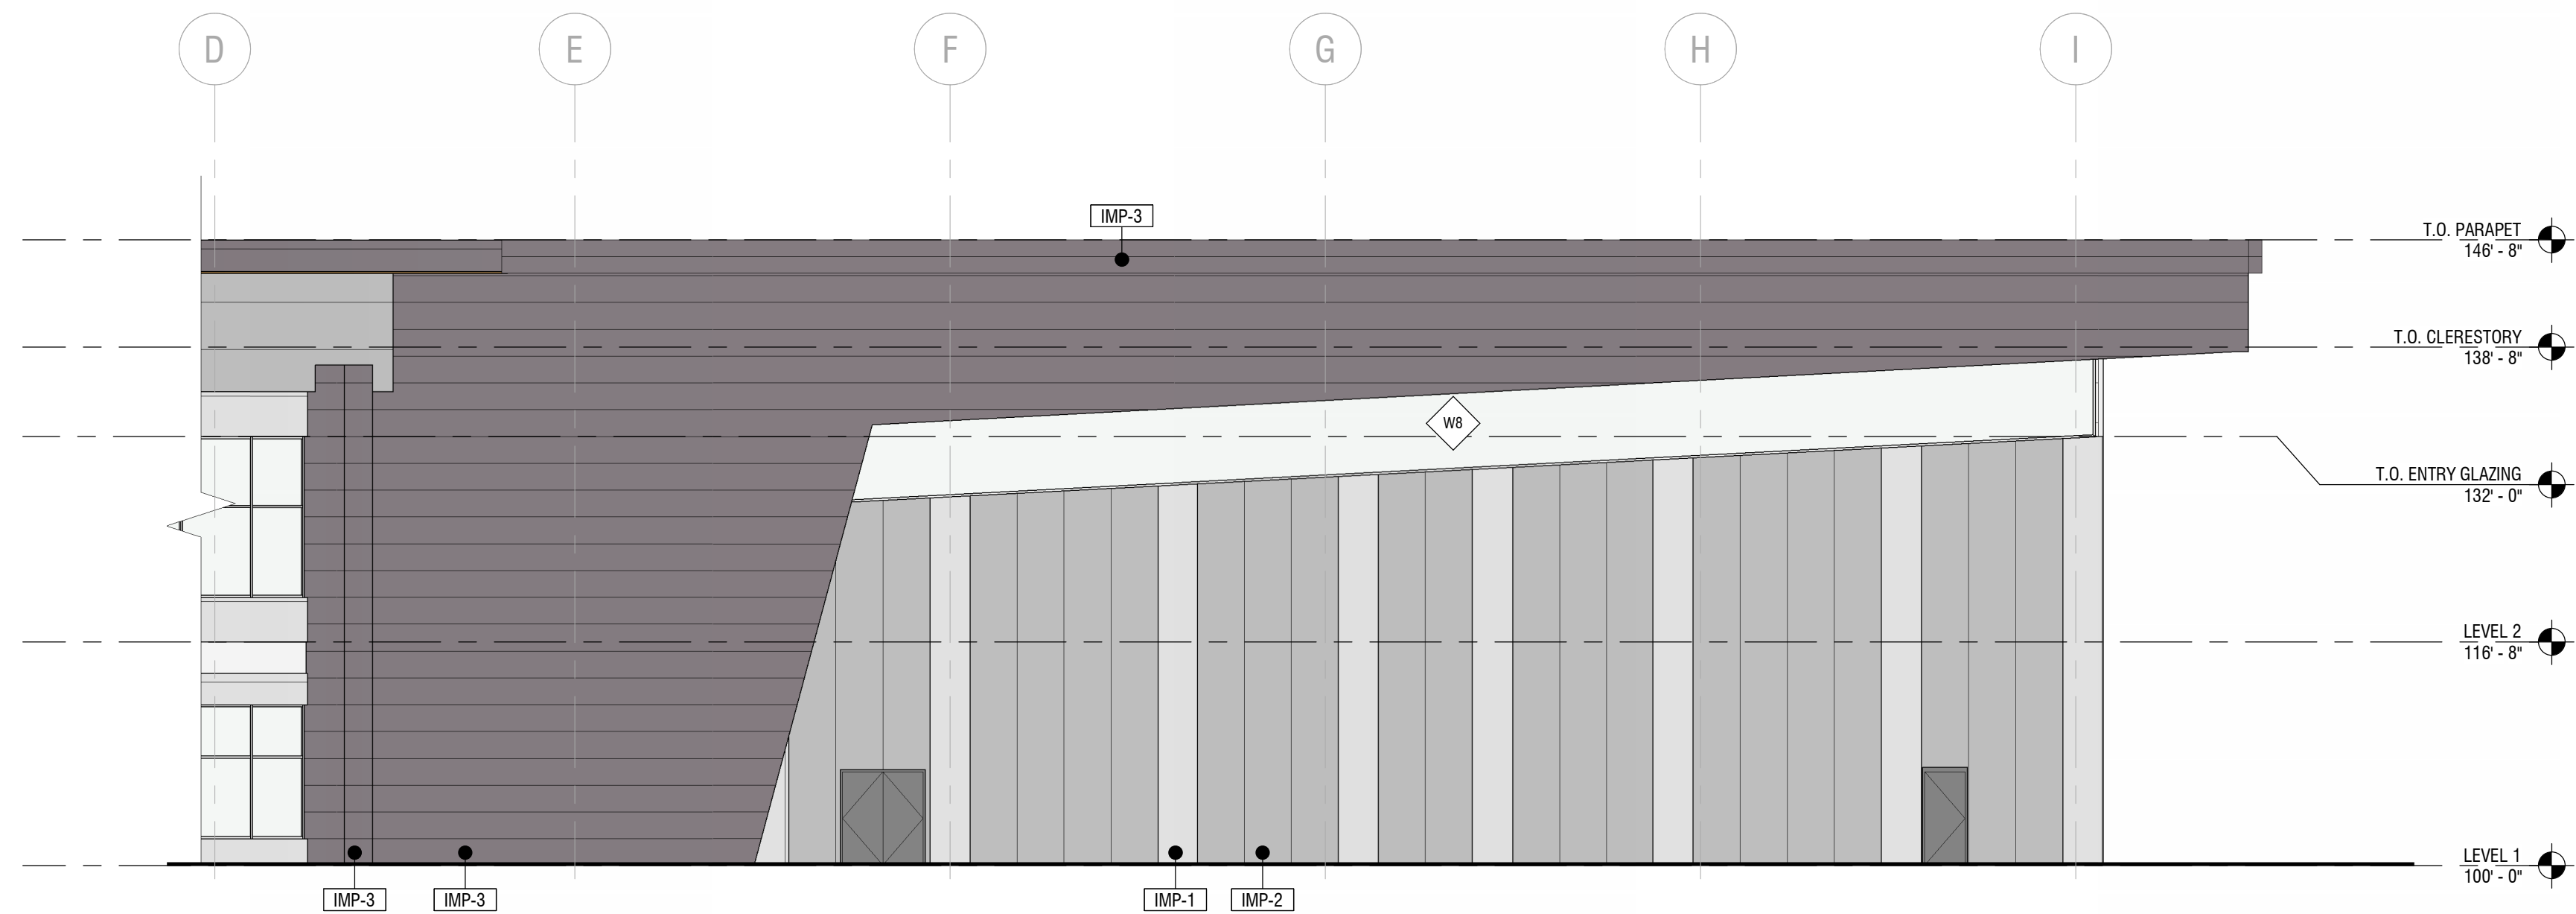 D E F G H I
IMP-3
T.O. PARAPET
146' - 8"
T.O. CLERESTORY
138' - 8"
W8
T.O. ENTRY GLAZING
132' - 0"
LEVEL 2
116' - 8"
LEVEL 1
100' - 0"
IMP-3 IMP-3 IMP-1 IMP-2